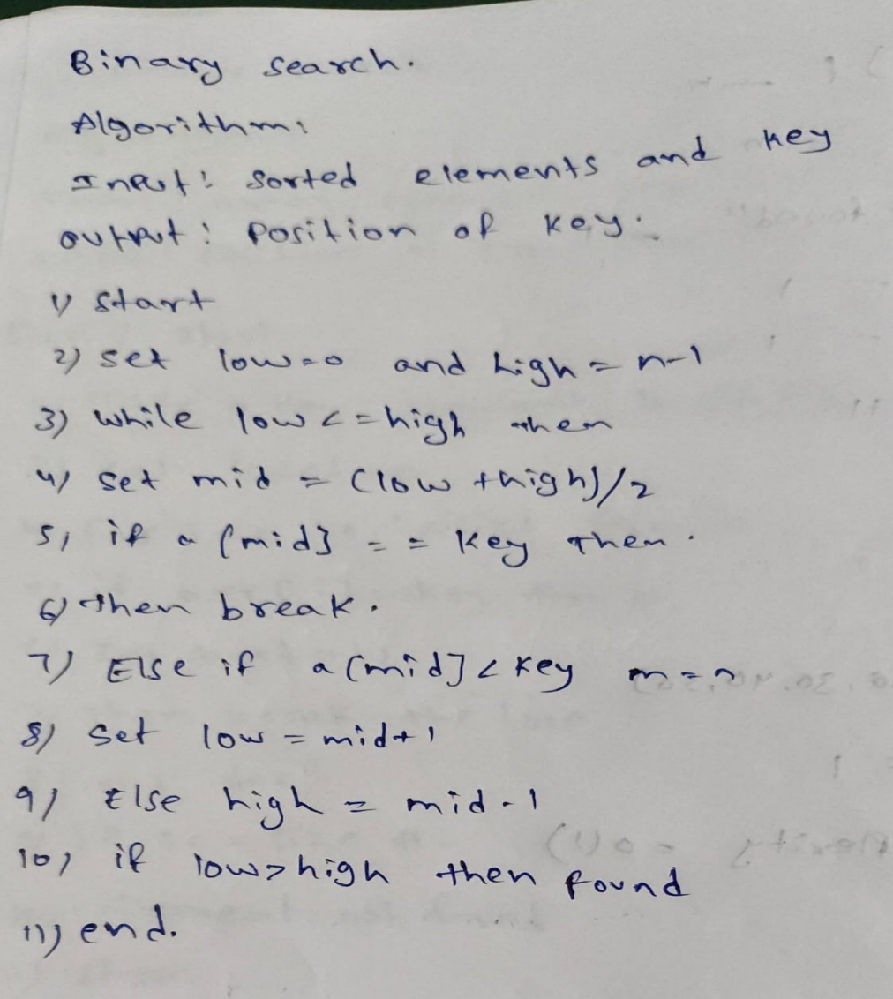 Binary search.
Algorithm:
Input: sorted elements and key
output: position of key.
1) start
2) set low=0 and high = n-1
3) while low <= high then
4) set mid = (low + high)/2
5) if a [mid] == key then.
6) then break.
7) Else if a[mid] < key
8) set low = mid+1
9) Else high = mid-1
10) if low>high then found
11) end.